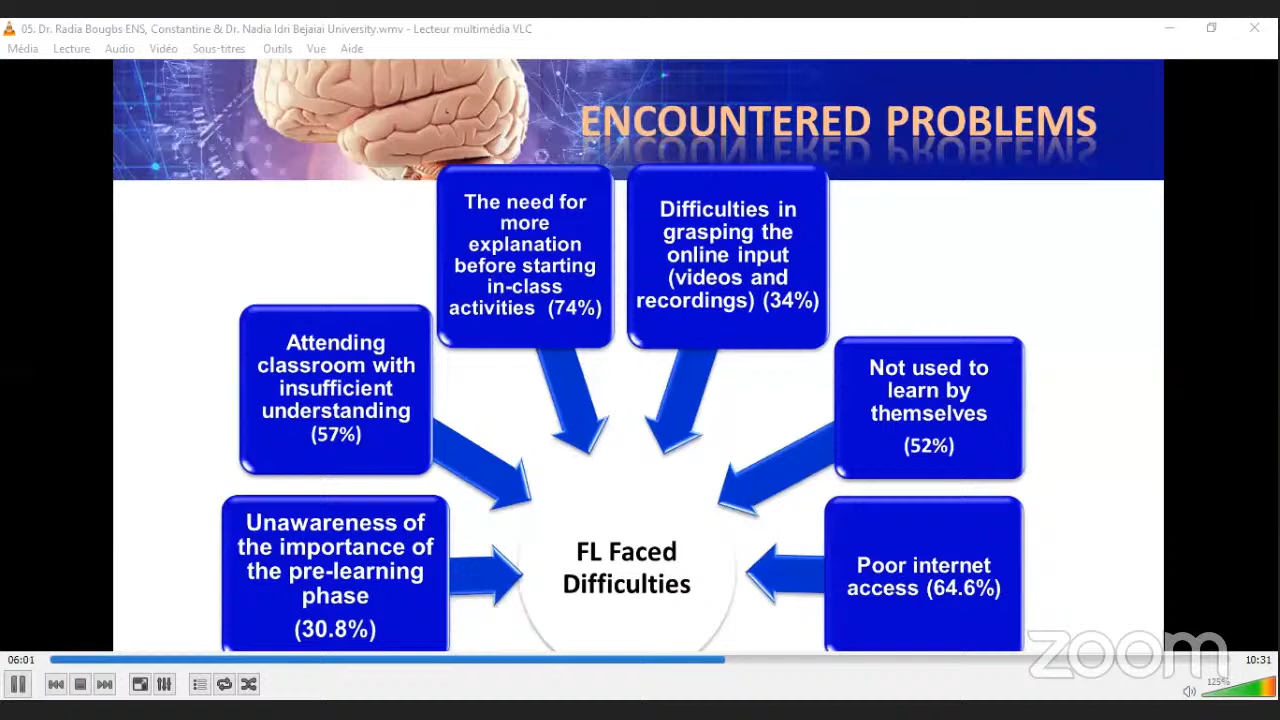 05. Dr. Radia Bougbs ENS, Constantine & Dr. Nadia Idri Bejaiai University.wmv - Lecteur multimédia VLC
Média Lecture Audio Vidéo Sous-titres Outils Vue Aide
ENCOUNTERED PROBLEMS
The need for
more
explanation
before starting
in-class
activities (74%)
Difficulties in
grasping the
online input
(videos and
recordings) (34%)
Attending
classroom with
insufficient
understanding
(57%)
Not used to
learn by
themselves
(52%)
Unawareness of
the importance of
the pre-learning
phase
(30.8%)
FL Faced
Difficulties
Poor internet
access (64.6%)
zoom
06:01
10:31
125%